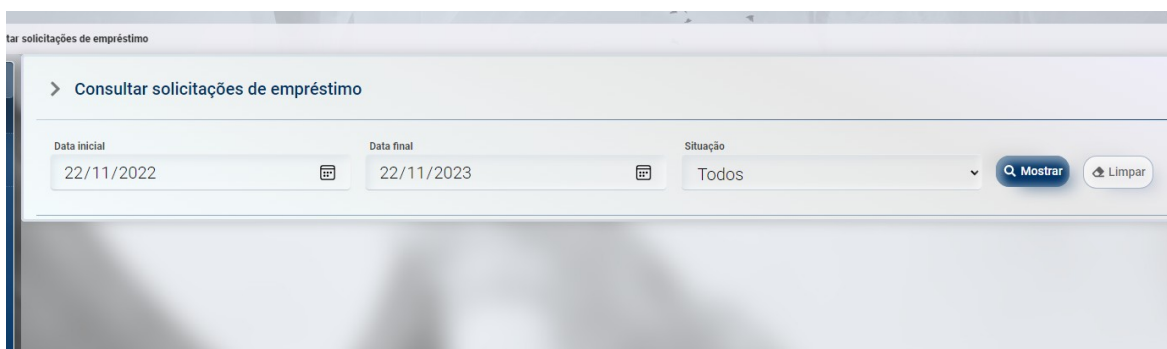 tar solicitações de empréstimo
Consultar solicitações de empréstimo
Data inicial
Data final
Situação
22/11/2022
22/11/2023
Todos
Mostrar
Limpar